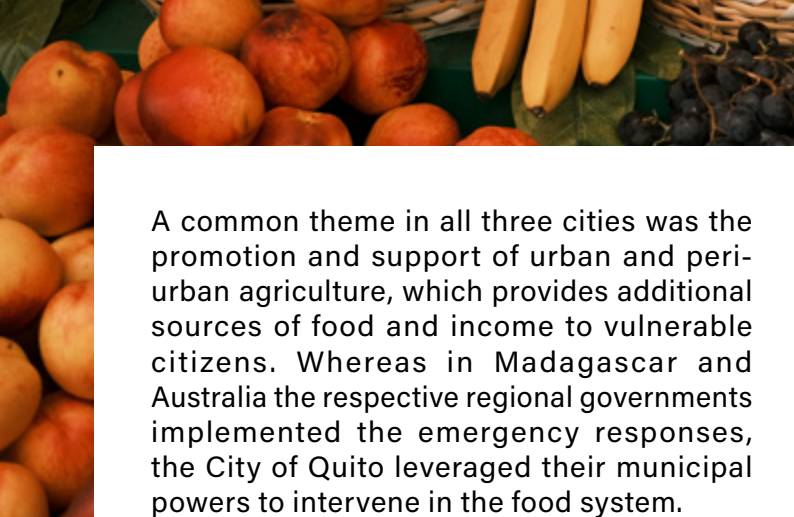 A common theme in all three cities was the
promotion and support of urban and peri-
urban agriculture, which provides additional
sources of food and income to vulnerable
citizens. Whereas in Madagascar and
Australia the respective regional governments
implemented the emergency responses,
the City of Quito leveraged their municipal
powers to intervene in the food system.